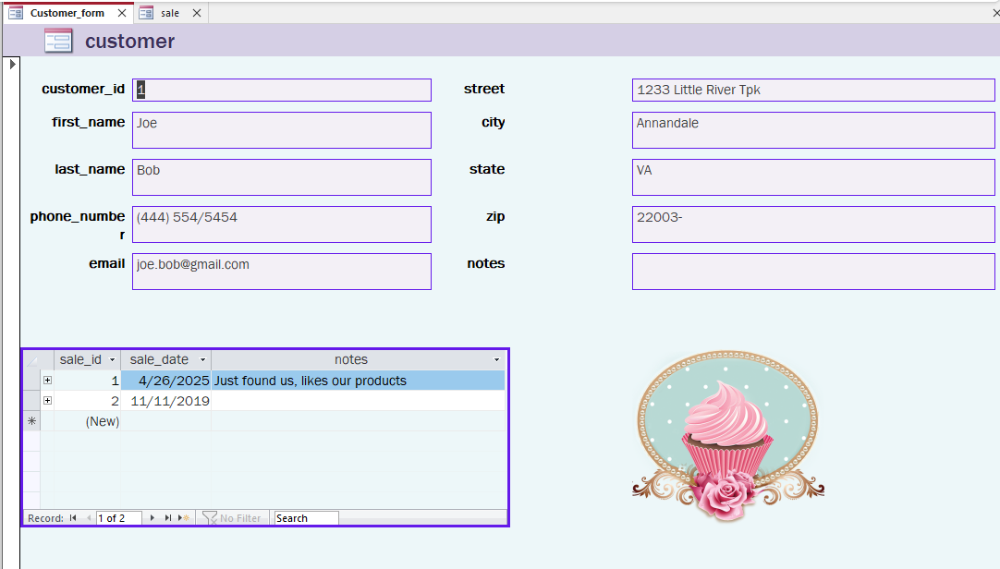 Customer_form sale
customer
customer_id 1 street 1233 Little River Tpk
first_name Joe city Annandale
last_name Bob state VA
phone_numbe
r (444) 554/5454 zip 22003-
email joe.bob@gmail.com notes
sale_id sale_date notes
1 4/26/2025 Just found us, likes our products
2 11/11/2019
(New)
Record: 1 of 2 No Filter Search